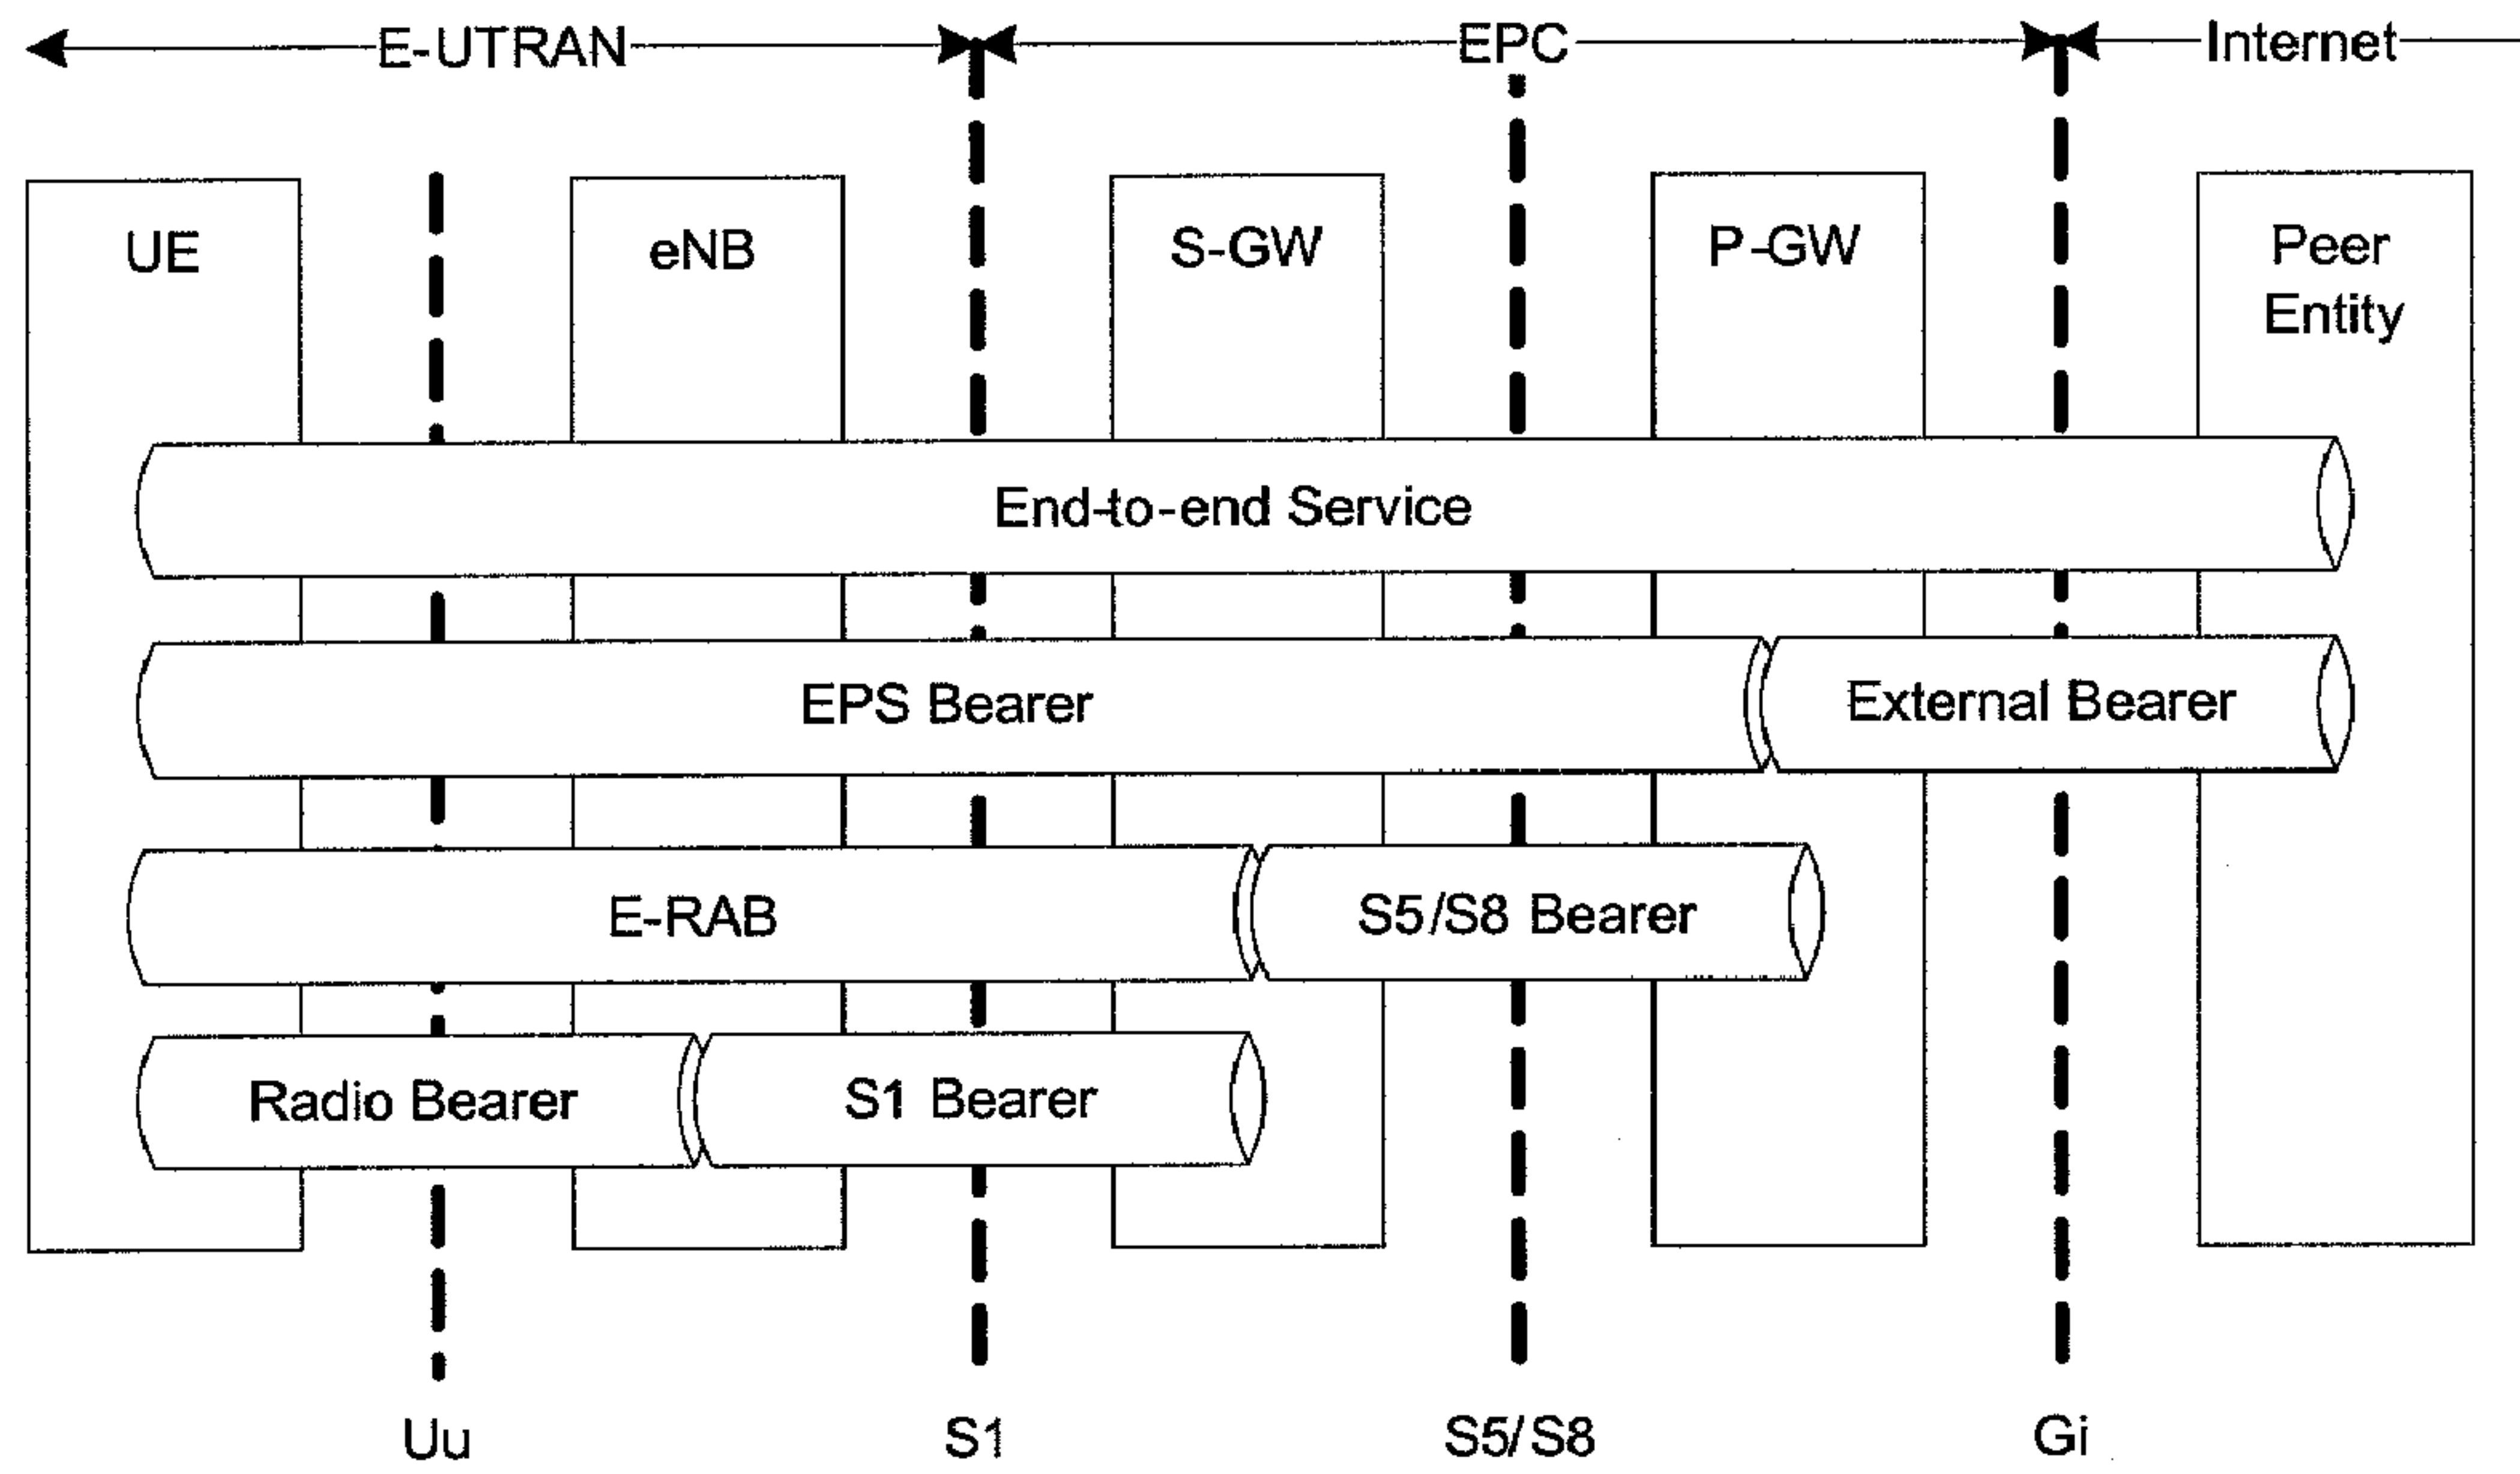 E-UTRAN
EPC
Internet
UE
eNB
S-GW
P-GW
Peer
Entity
End-to-end Service
EPS Bearer
External Bearer
E-RAB
S5/S8 Bearer
Radio Bearer
S1 Bearer
Uu
S1
S5/S8
Gi